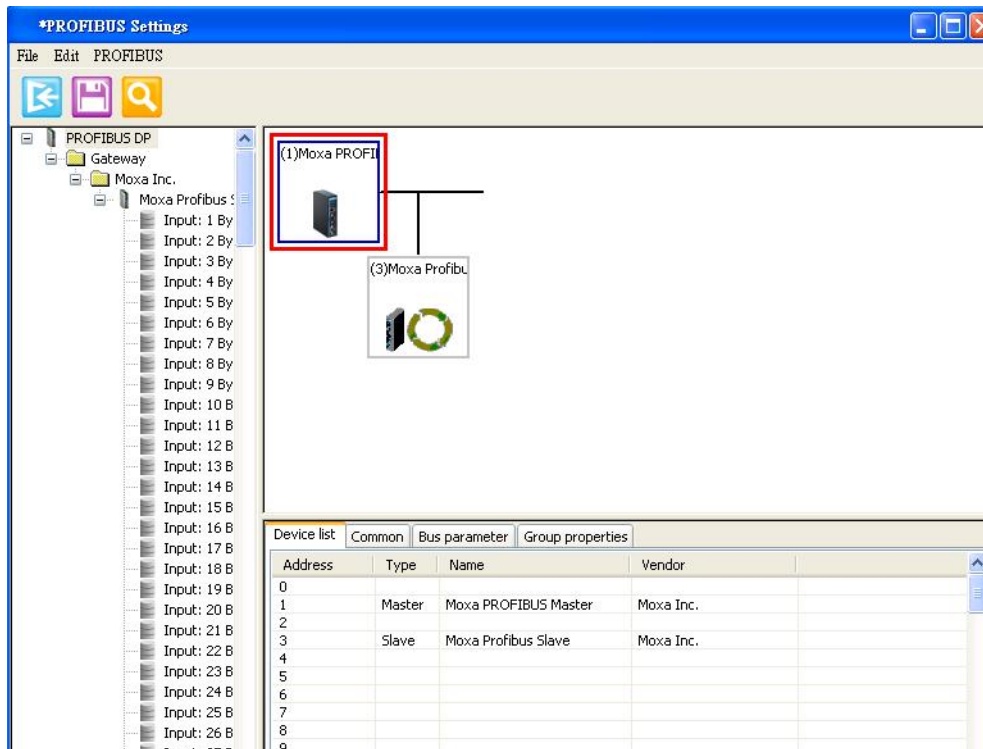 *PROFIBUS Settings
File Edit PROFIBUS
PROFIBUS DP
Gateway
Moxa Inc.
Moxa Profibus S
Input: 1 By
Input: 2 By
Input: 3 By
Input: 4 By
Input: 5 By
Input: 6 By
Input: 7 By
Input: 8 By
Input: 9 By
Input: 10 B
Input: 11 B
Input: 12 B
Input: 13 B
Input: 14 B
Input: 15 B
Input: 16 B
Input: 17 B
Input: 18 B
Input: 19 B
Input: 20 B
Input: 21 B
Input: 22 B
Input: 23 B
Input: 24 B
Input: 25 B
Input: 26 B
(1)Moxa PROFI
(3)Moxa Profibu
Device list Common Bus parameter Group properties
Address Type Name Vendor
0
1 Master Moxa PROFIBUS Master Moxa Inc.
2
3 Slave Moxa Profibus Slave Moxa Inc.
4
5
6
7
8
9